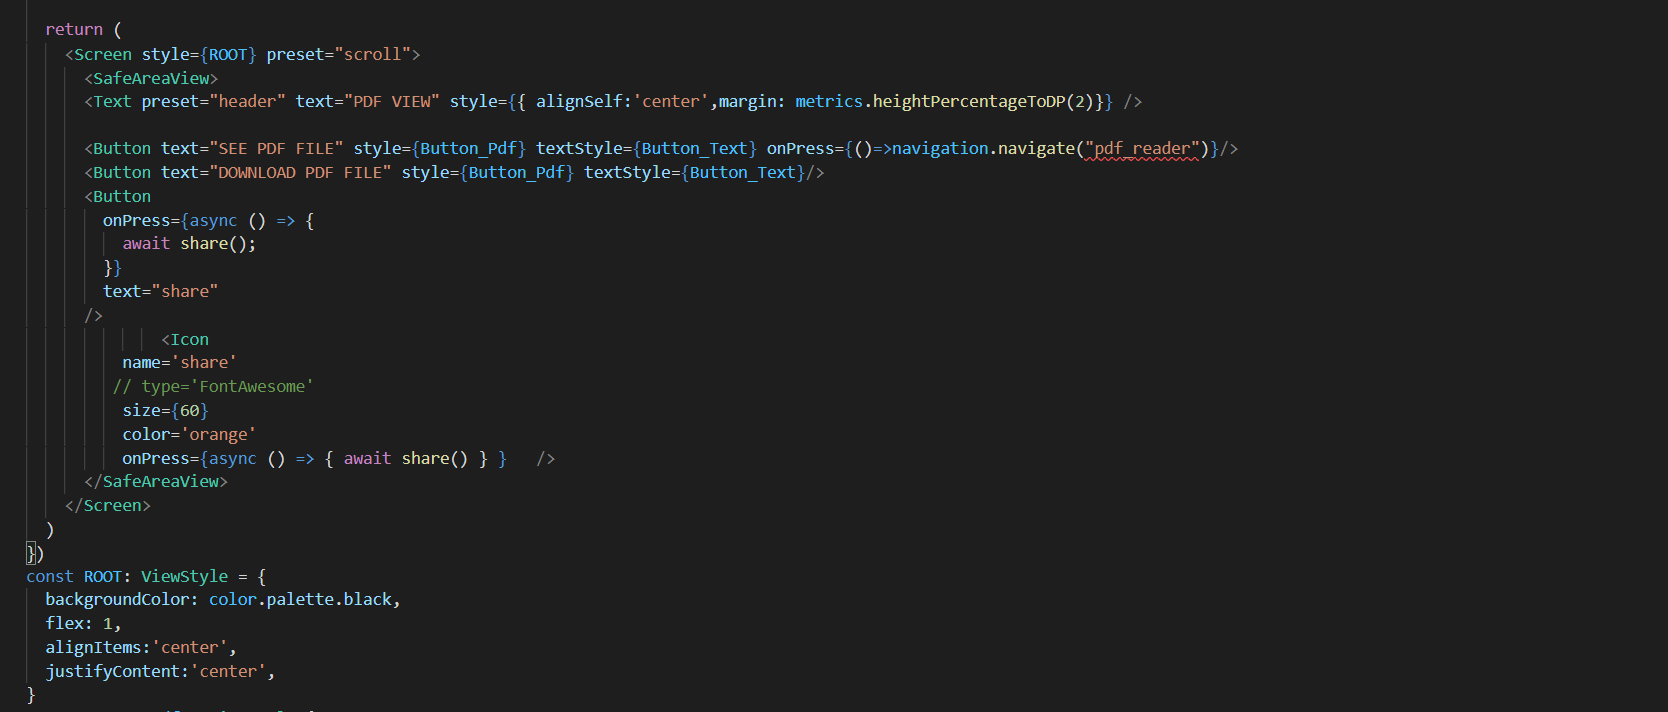 return (
<Screen style={ROOT} preset="scroll">
<SafeAreaView>
<Text preset="header" text="PDF VIEW" style={{ alignSelf:'center',margin: metrics.heightPercentageToDP(2)}} />
<Button text="SEE PDF FILE" style={Button_Pdf} textStyle={Button_Text} onPress={()=>navigation.navigate("pdf_reader")}/>
<Button text="DOWNLOAD PDF FILE" style={Button_Pdf} textStyle={Button_Text}/>
<Button
onPress={async () => {
await share();
}}
text="share"
/>
<Icon
name='share'
// type='FontAwesome'
size={60}
color='orange'
onPress={async () => { await share() } }   />
</SafeAreaView>
</Screen>
)
})
const ROOT: ViewStyle = {
backgroundColor: color.palette.black,
flex: 1,
alignItems:'center',
justifyContent:'center',
}